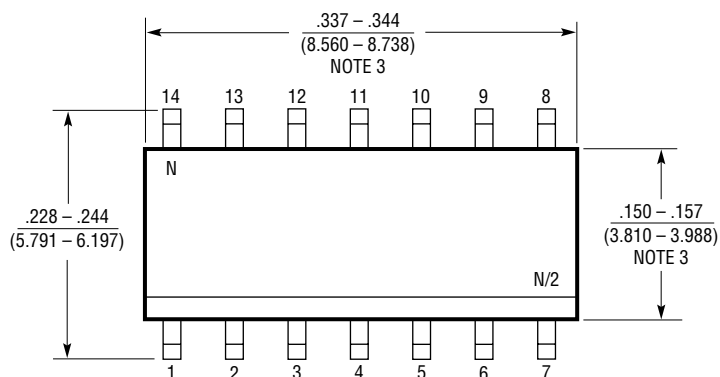 .337 – .344
(8.560 – 8.738)
NOTE 3
14 13 12 11 10 9 8
N
.228 – .244
(5.791 – 6.197)
.150 – .157
(3.810 – 3.988)
NOTE 3
N/2
1 2 3 4 5 6 7